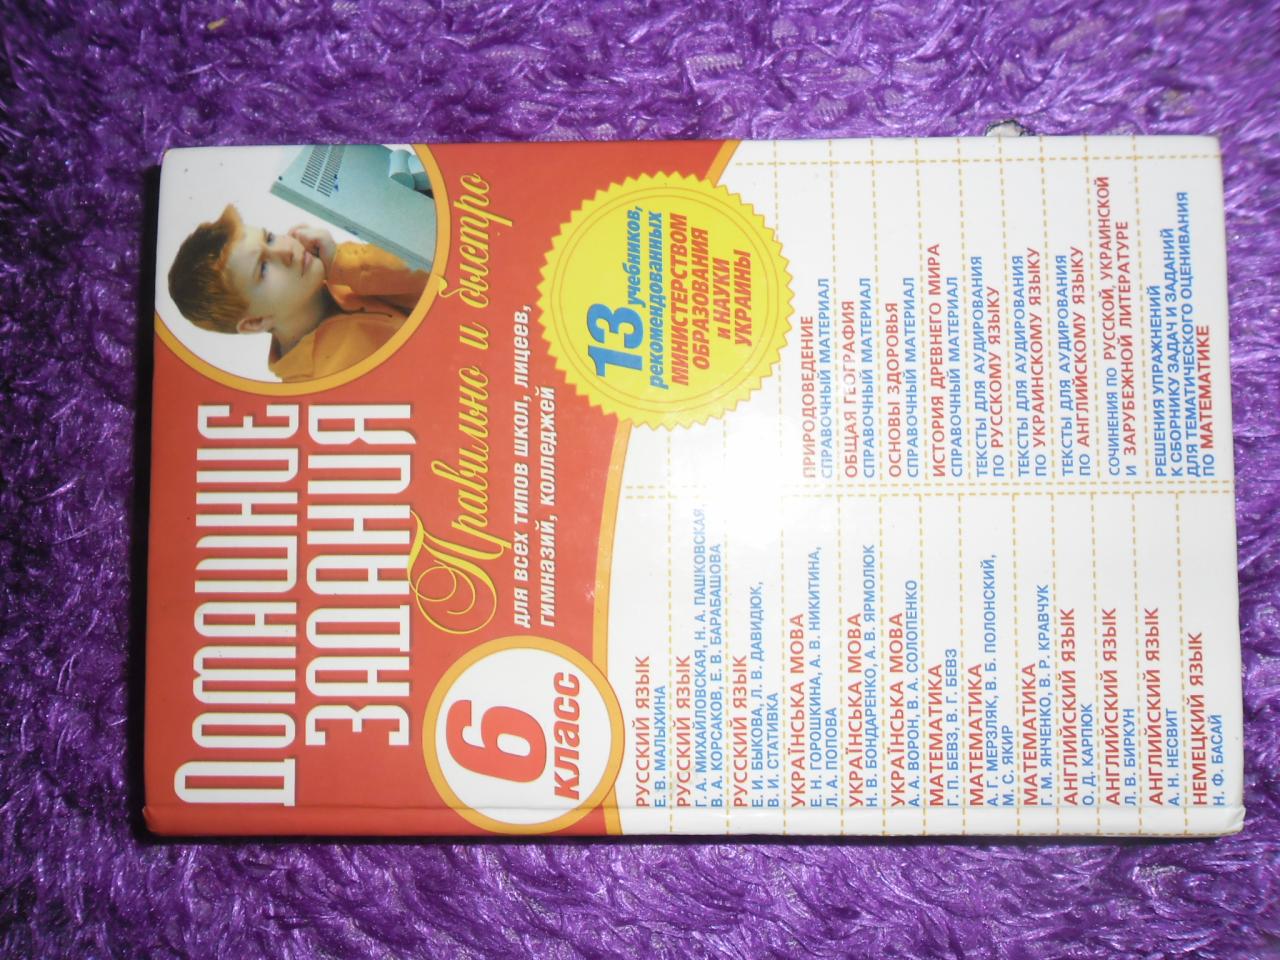 ДОМАШНИЕ
ЗАДАНИЯ
Правильно и быстро
для всех типов школ, лицеев,
гимназий, колледжей
6
класс
13 учебников,
рекомендованных
МИНИСТЕРСТВОМ
ОБРАЗОВАНИЯ
И НАУКИ
УКРАИНЫ
РУССКИЙ ЯЗЫК
Е. В. МАЛЫХИНА
РУССКИЙ ЯЗЫК
Г. А. МИХАЙЛОВСКАЯ, Н. А. ПАШКОВСКАЯ,
В. А. КОРСАКОВ, Е. В. БАРАБАШОВА
РУССКИЙ ЯЗЫК
Е. И. БЫКОВА, Л. В. ДАВИДЮК,
В. И. СТАТИВКА
УКРАЇНСЬКА МОВА
Е. Н. ГОРОШКИНА, А. В. НИКИТИНА,
Л. А. ПОПОВА
УКРАЇНСЬКА МОВА
Н. В. БОНДАРЕНКО, А. В. ЯРМОЛЮК
УКРАЇНСЬКА МОВА
А. А. ВОРОН, В. А. СОЛОПЕНКО
МАТЕМАТИКА
Г. П. БЕВЗ, В. Г. БЕВЗ
МАТЕМАТИКА
А. Г. МЕРЗЛЯК, В. Б. ПОЛОНСКИЙ,
М. С. ЯКИР
МАТЕМАТИКА
Г. М. ЯНЧЕНКО, В. Р. КРАВЧУК
АНГЛИЙСКИЙ ЯЗЫК
О. Д. КАРПЮК
АНГЛИЙСКИЙ ЯЗЫК
Л. В. БИРКУН
АНГЛИЙСКИЙ ЯЗЫК
А. Н. НЕСВИТ
НЕМЕЦКИЙ ЯЗЫК
Н. Ф. БАСАЙ
ПРИРОДОВЕДЕНИЕ
СПРАВОЧНЫЙ МАТЕРИАЛ
ОБЩАЯ ГЕОГРАФИЯ
СПРАВОЧНЫЙ МАТЕРИАЛ
ОСНОВЫ ЗДОРОВЬЯ
СПРАВОЧНЫЙ МАТЕРИАЛ
ИСТОРИЯ ДРЕВНЕГО МИРА
СПРАВОЧНЫЙ МАТЕРИАЛ
ТЕКСТЫ ДЛЯ АУДИРОВАНИЯ
ПО РУССКОМУ ЯЗЫКУ
ТЕКСТЫ ДЛЯ АУДИРОВАНИЯ
ПО УКРАИНСКОМУ ЯЗЫКУ
ТЕКСТЫ ДЛЯ АУДИРОВАНИЯ
ПО АНГЛИЙСКОМУ ЯЗЫКУ
СОЧИНЕНИЯ ПО РУССКОЙ, УКРАИНСКОЙ
И ЗАРУБЕЖНОЙ ЛИТЕРАТУРЕ
РЕШЕНИЯ УПРАЖНЕНИЙ
К СБОРНИКУ ЗАДАЧ И ЗАДАНИЙ
ДЛЯ ТЕМАТИЧЕСКОГО ОЦЕНИВАНИЯ
ПО МАТЕМАТИКЕ